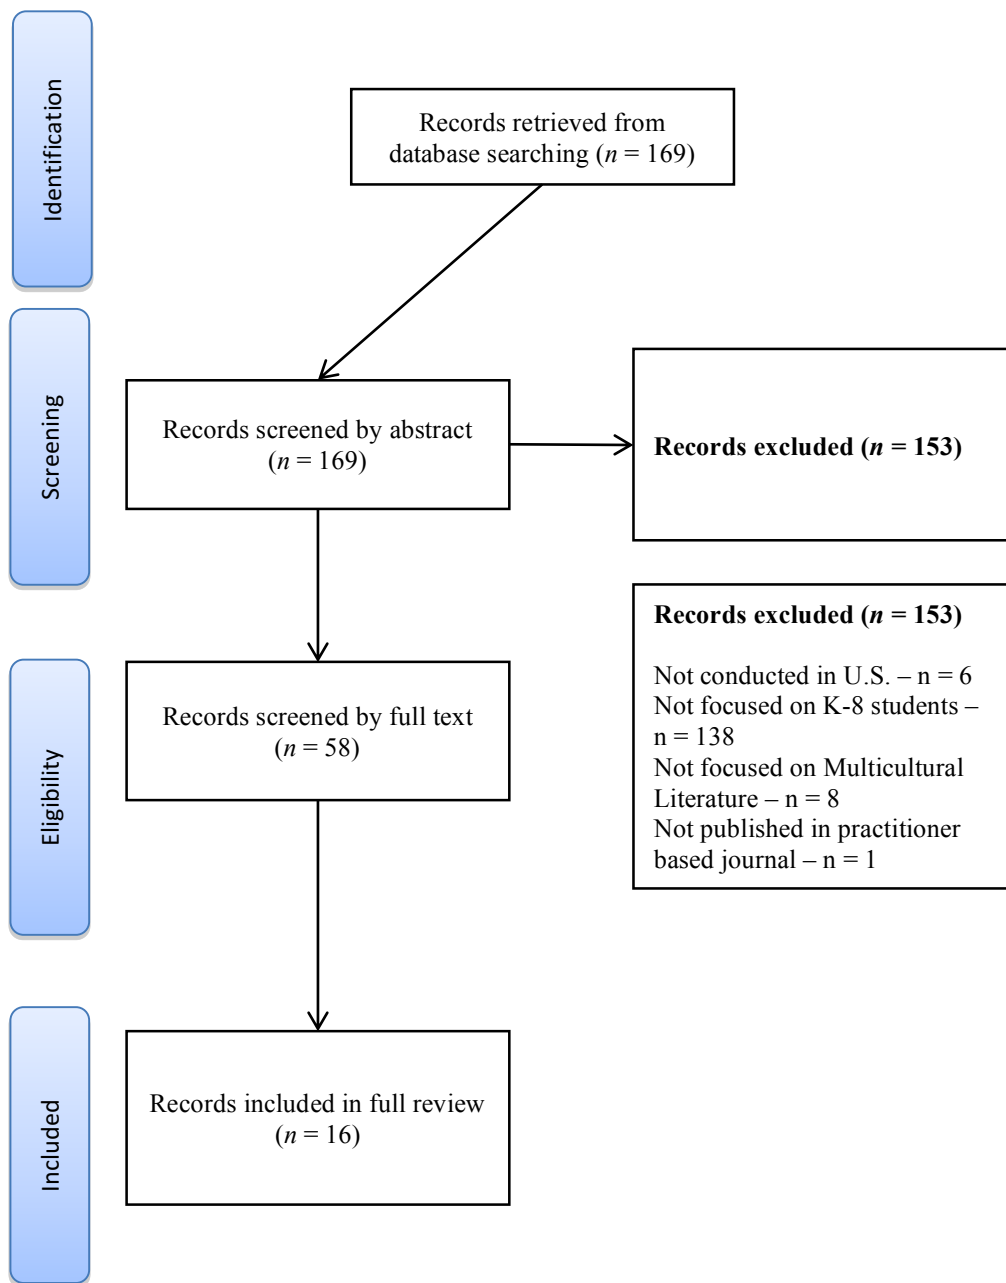 Identification
Records retrieved from
database searching (n = 169)
Screening
Records screened by abstract
(n = 169)
Records excluded (n = 153)
Eligibility
Records screened by full text
(n = 58)
Records excluded (n = 153)
Not conducted in U.S. – n = 6
Not focused on K-8 students –
n = 138
Not focused on Multicultural
Literature – n = 8
Not published in practitioner
based journal – n = 1
Included
Records included in full review
(n = 16)